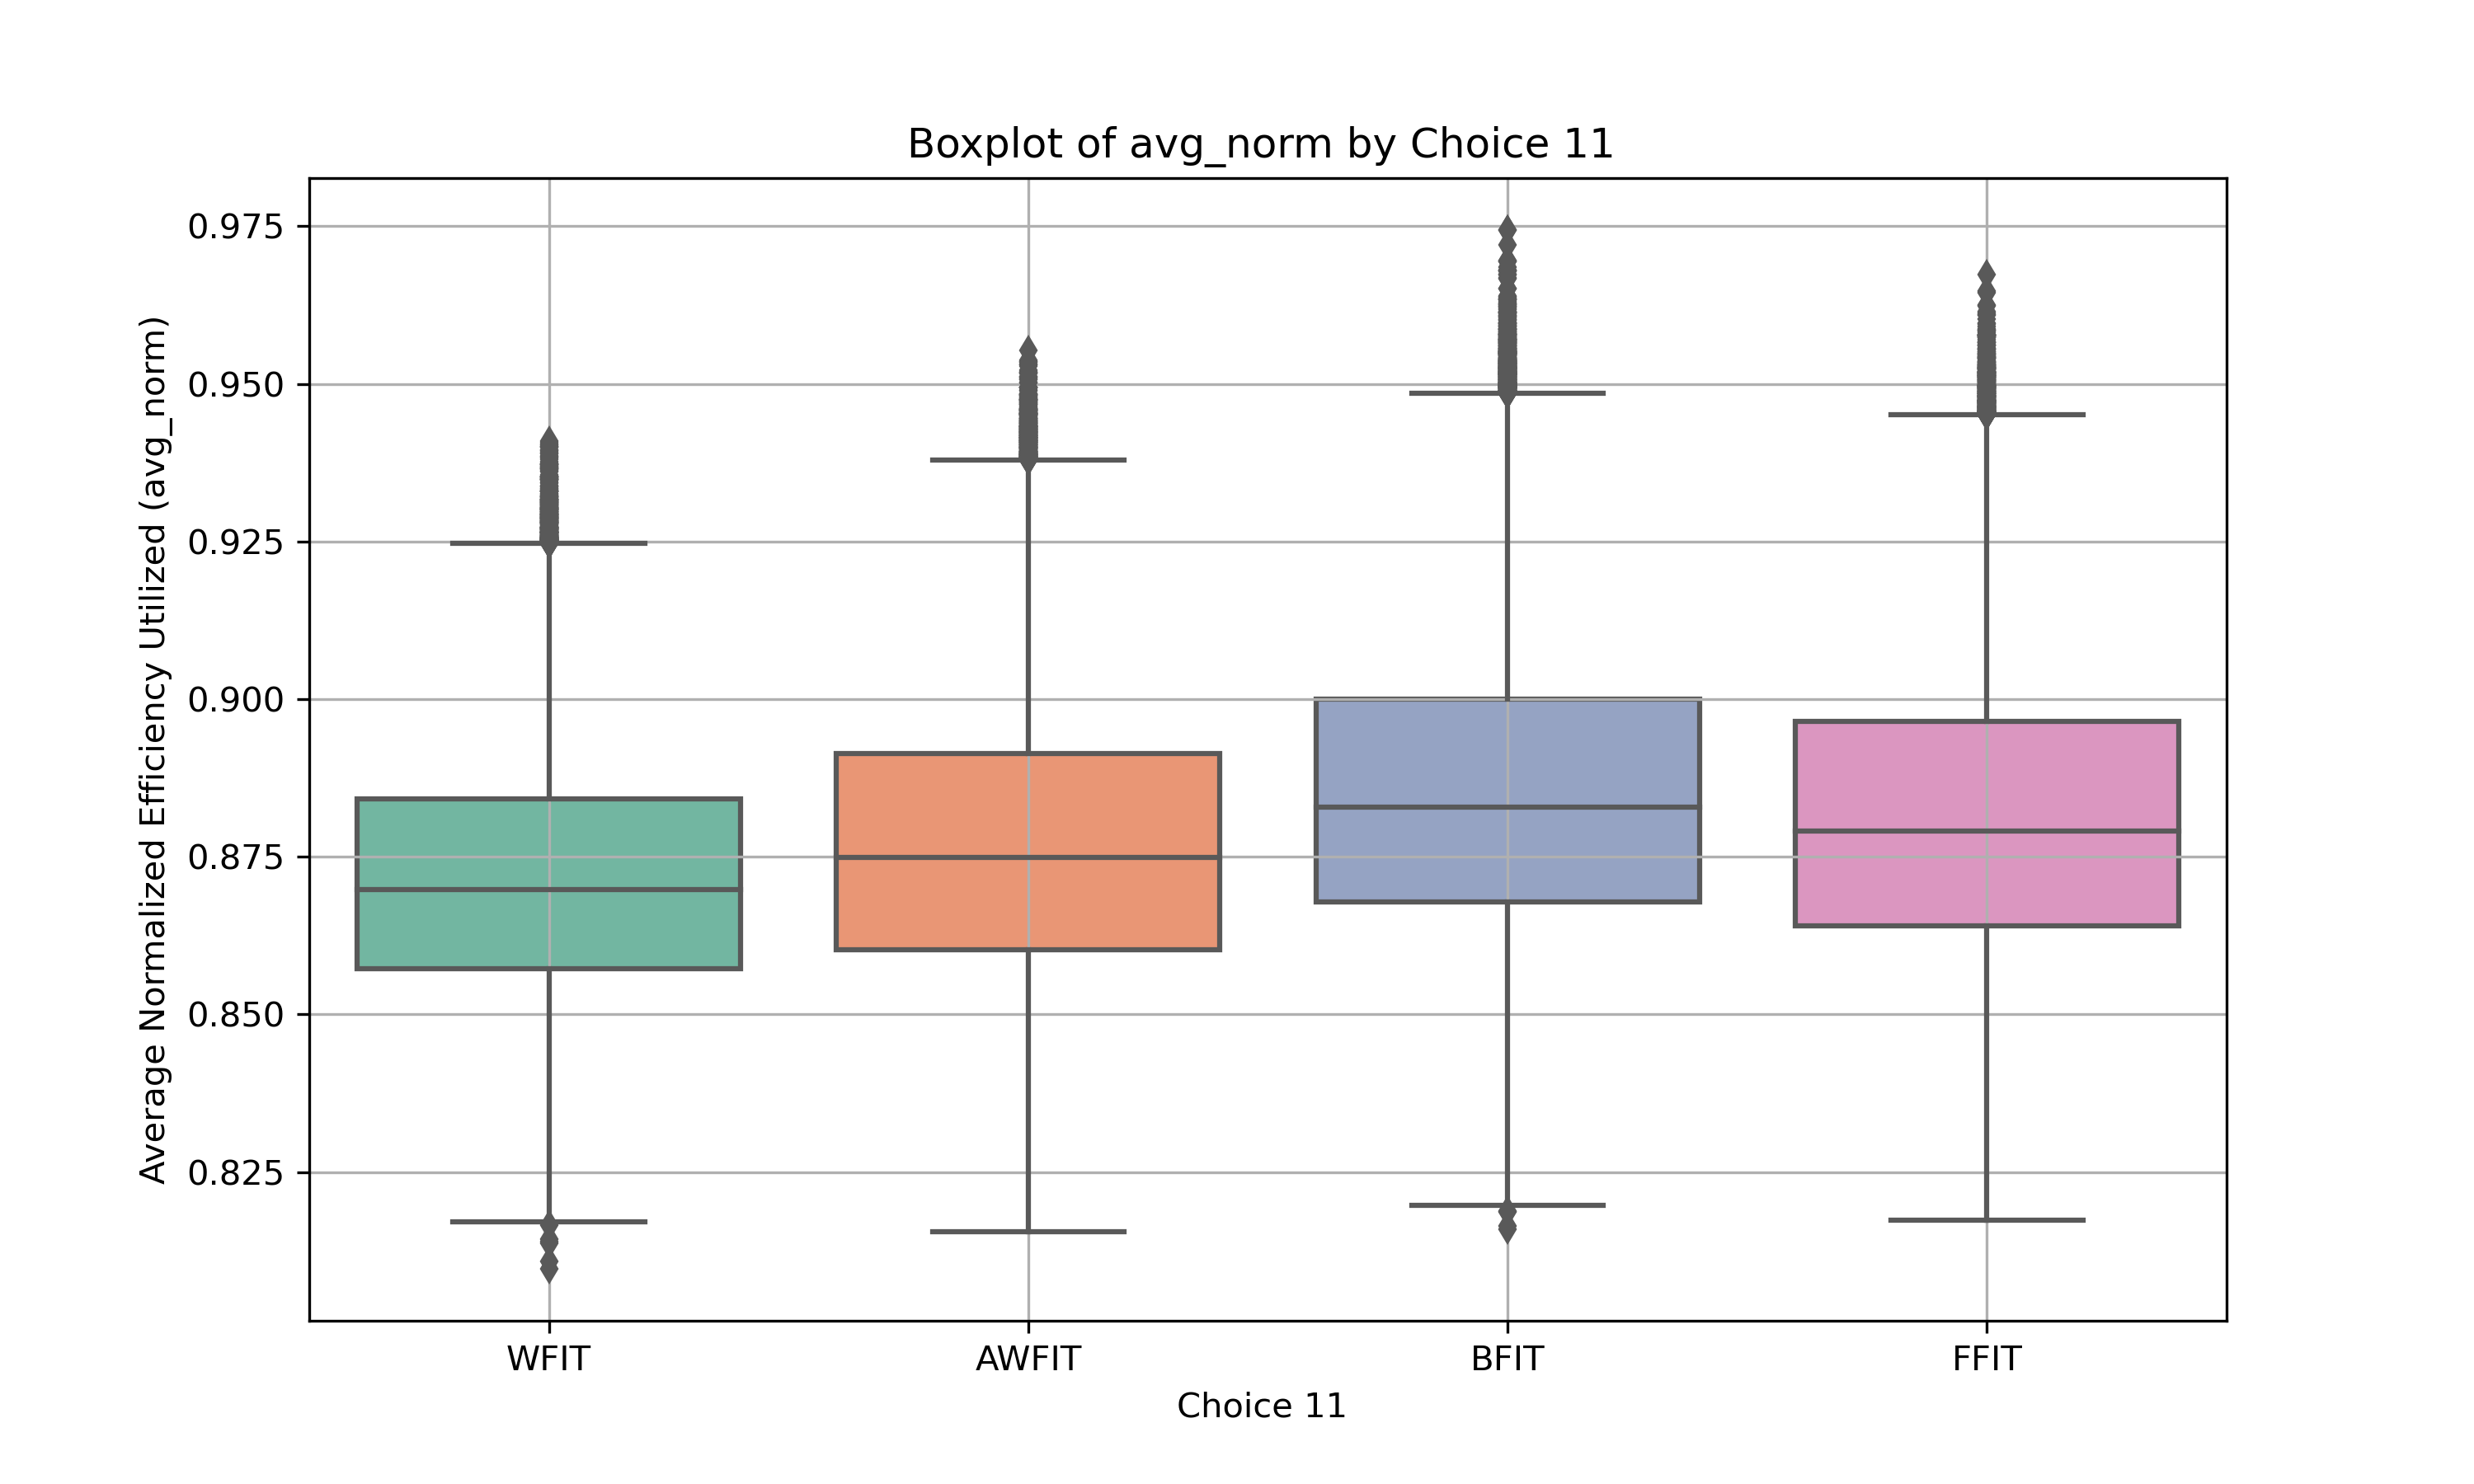 Boxplot of avg_norm by Choice 11
Average Normalized Efficiency Utilized (avg_norm)
0.975
0.950
0.925
0.900
0.875
0.850
0.825
WFIT AWFIT BFIT FFIT
Choice 11